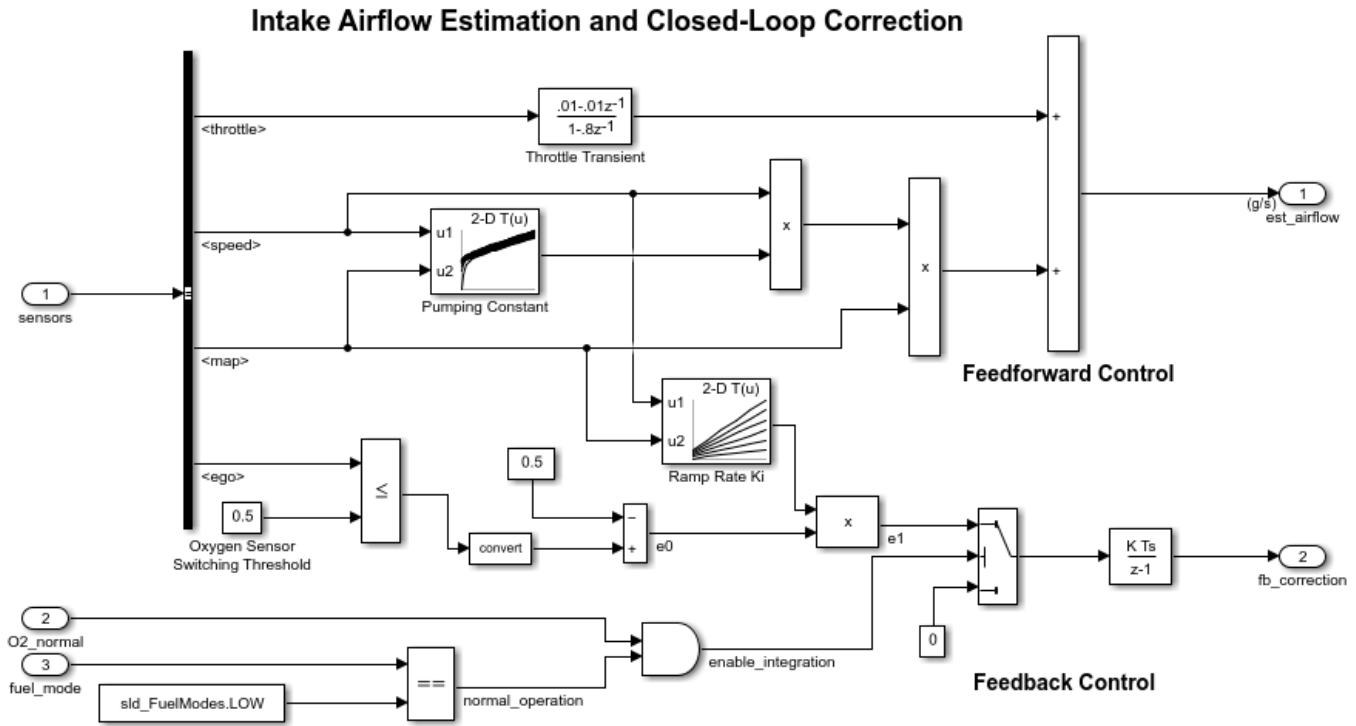 Intake Airflow Estimation and Closed-Loop Correction
.01-.01z-1
1-.8z-1
<throttle>
Throttle Transient
+
x
2-D T(u)
u1
u2
<speed>
Pumping Constant
x
+
(g/s)
1
est_airflow
1
sensors
<map>
Feedforward Control
2-D T(u)
u1
u2
Ramp Rate Ki
<ego>
≤
0.5
0.5
Oxygen Sensor
Switching Threshold
convert
−
+
e0
x
e1
K Ts
z-1
2
fb_correction
2
O2_normal
3
fuel_mode
==
sld_FuelModes.LOW
normal_operation
enable_integration
0
Feedback Control